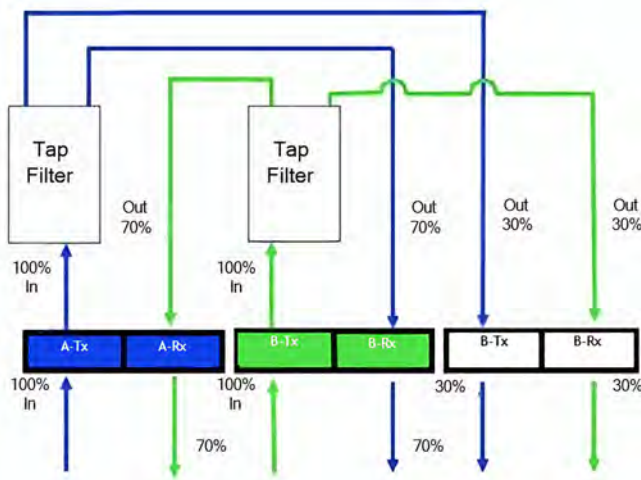 Tap
Filter
Tap
Filter
Out
70%
Out
70%
Out
30%
Out
30%
100%
In
100%
In
A-Tx
A-Rx
B-Tx
B-Rx
B-Tx
B-Rx
100%
In
70%
100%
In
70%
30%
30%